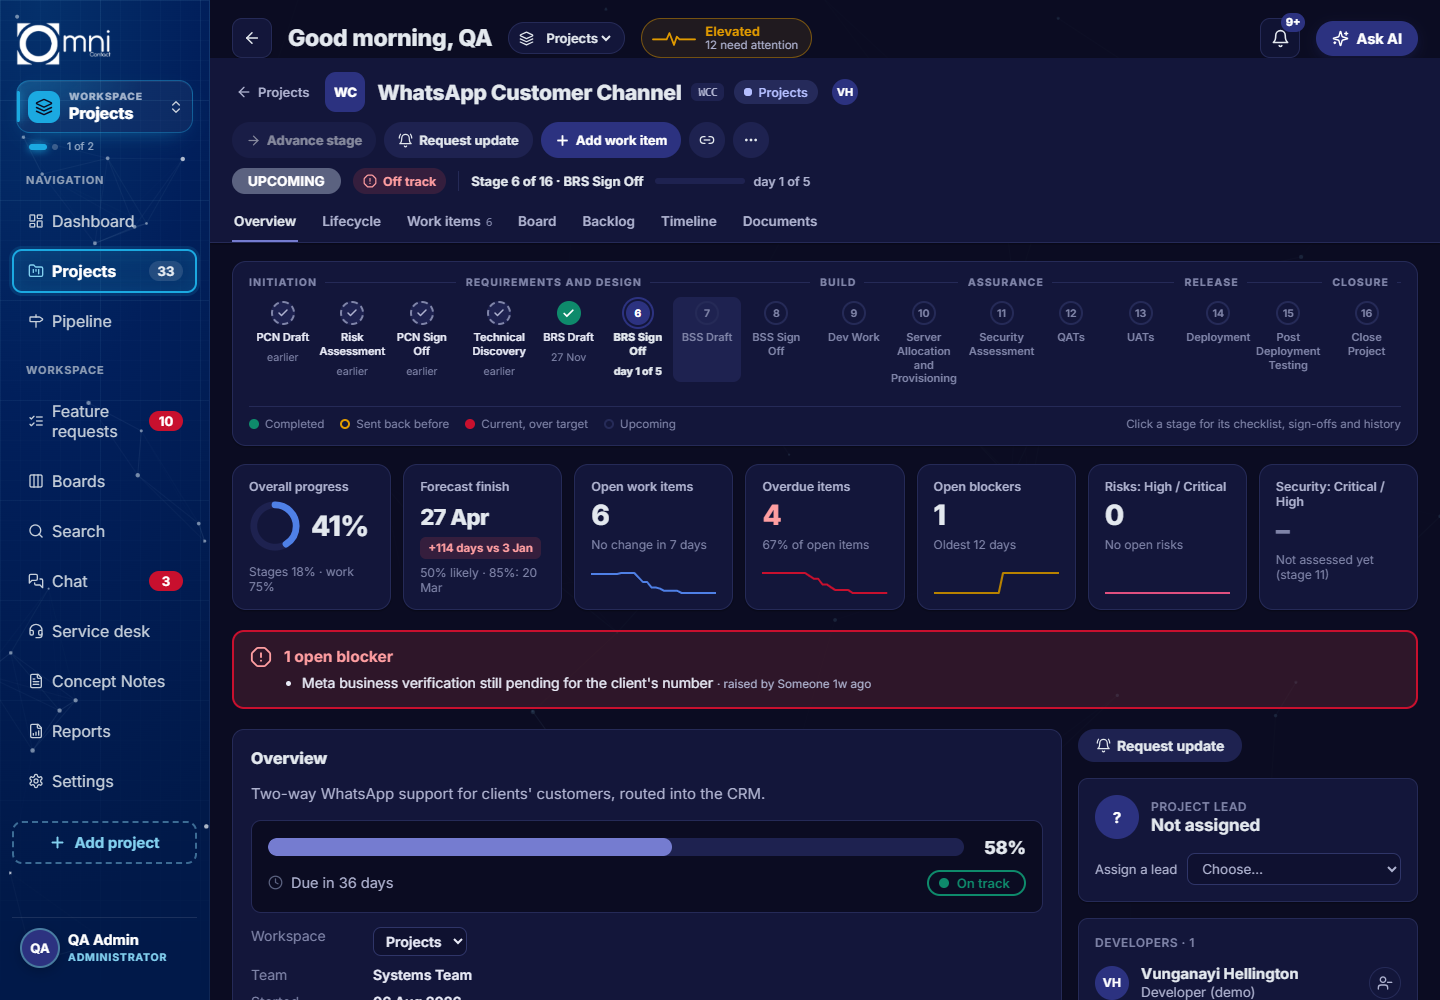 Omni
Contact
WORKSPACE
Projects
1 of 2
NAVIGATION
Dashboard
Projects 33
Pipeline
WORKSPACE
Feature requests 10
Boards
Search
Chat 3
Service desk
Concept Notes
Reports
Settings
+ Add project
QA
QA Admin
ADMINISTRATOR
Good morning, QA
Projects
Elevated
12 need attention
9+
Ask AI
Projects
WC
WhatsApp Customer Channel
WCC
Projects
VH
Advance stage
Request update
+ Add work item
UPCOMING
Off track
Stage 6 of 16 · BRS Sign Off
day 1 of 5
Overview
Lifecycle
Work items 6
Board
Backlog
Timeline
Documents
INITIATION
REQUIREMENTS AND DESIGN
BUILD
ASSURANCE
RELEASE
CLOSURE
PCN Draft
earlier
Risk Assessment
earlier
PCN Sign Off
earlier
Technical Discovery
earlier
BRS Draft
27 Nov
6
BRS Sign Off
day 1 of 5
7
BSS Draft
8
BSS Sign Off
9
Dev Work
10
Server Allocation and Provisioning
11
Security Assessment
12
QATs
13
UATs
14
Deployment
15
Post Deployment Testing
16
Close Project
Completed
Sent back before
Current, over target
Upcoming
Click a stage for its checklist, sign-offs and history
Overall progress
41%
Stages 18% · work 75%
Forecast finish
27 Apr
+114 days vs 3 Jan
50% likely · 85%: 20 Mar
Open work items
6
No change in 7 days
Overdue items
4
67% of open items
Open blockers
1
Oldest 12 days
Risks: High / Critical
0
No open risks
Security: Critical / High
–
Not assessed yet (stage 11)
1 open blocker
• Meta business verification still pending for the client's number · raised by Someone 1w ago
Overview
Two-way WhatsApp support for clients' customers, routed into the CRM.
58%
Due in 36 days
On track
Workspace
Projects
Team
Systems Team
Request update
?
PROJECT LEAD
Not assigned
Assign a lead
Choose...
DEVELOPERS · 1
VH
Vunganayi Hellington
Developer (demo)